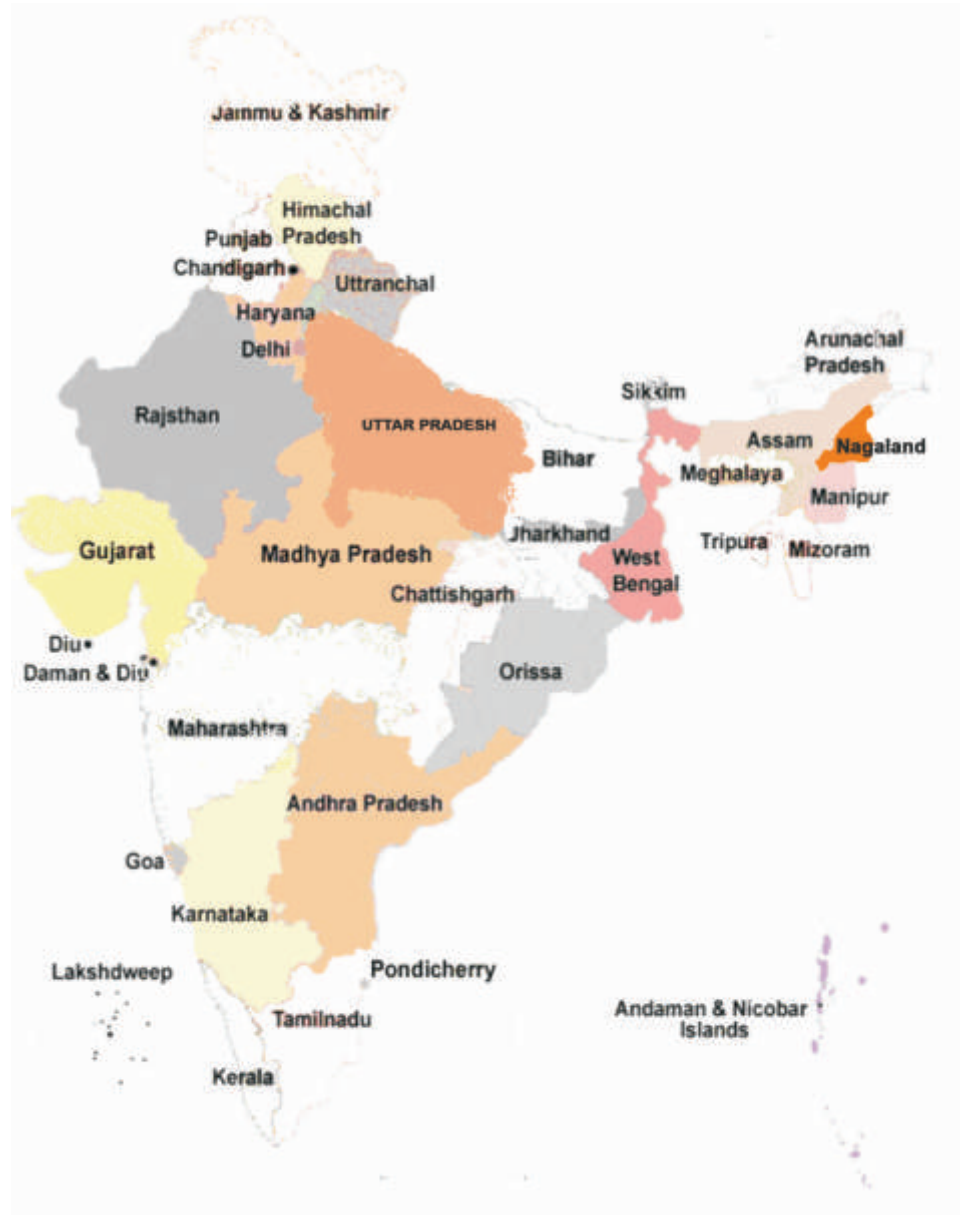 Jammu & Kashmir
Himachal
Pradesh
Punjab
Chandigarh
Uttranchal
Haryana
Delhi
Arunachal
Pradesh
Sikkim
Rajsthan
UTTAR PRADESH
Assam
Nagaland
Bihar
Meghalaya
Manipur
Jharkhand
Tripura
Mizoram
Gujarat
Madhya Pradesh
West
Bengal
Chattishgarh
Diu
Daman & Diu
Orissa
Maharashtra
Andhra Pradesh
Goa
Karnataka
Lakshdweep
Pondicherry
Andaman & Nicobar
Islands
Tamilnadu
Kerala